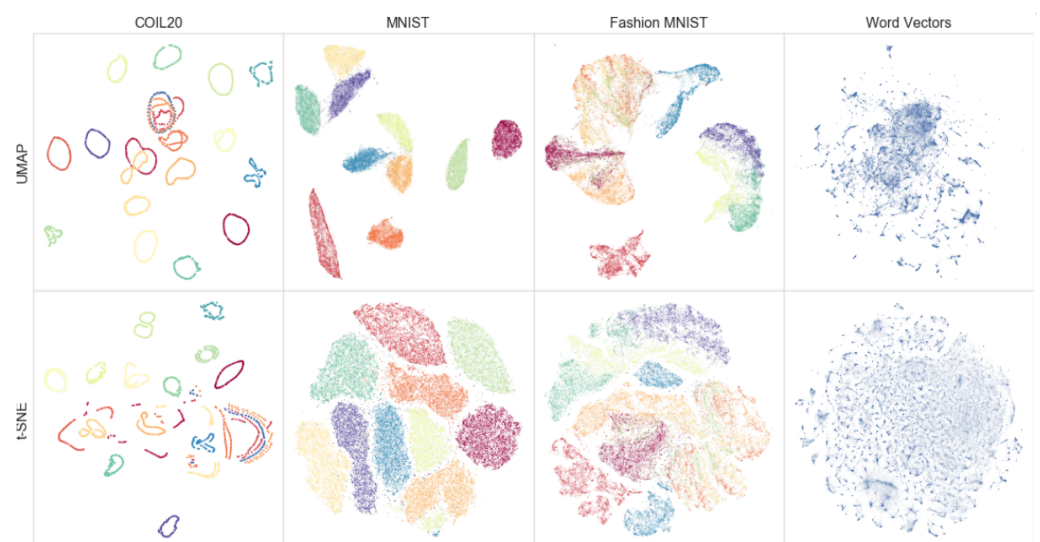 COIL20
MNIST
Fashion MNIST
Word Vectors
UMAP
t-SNE